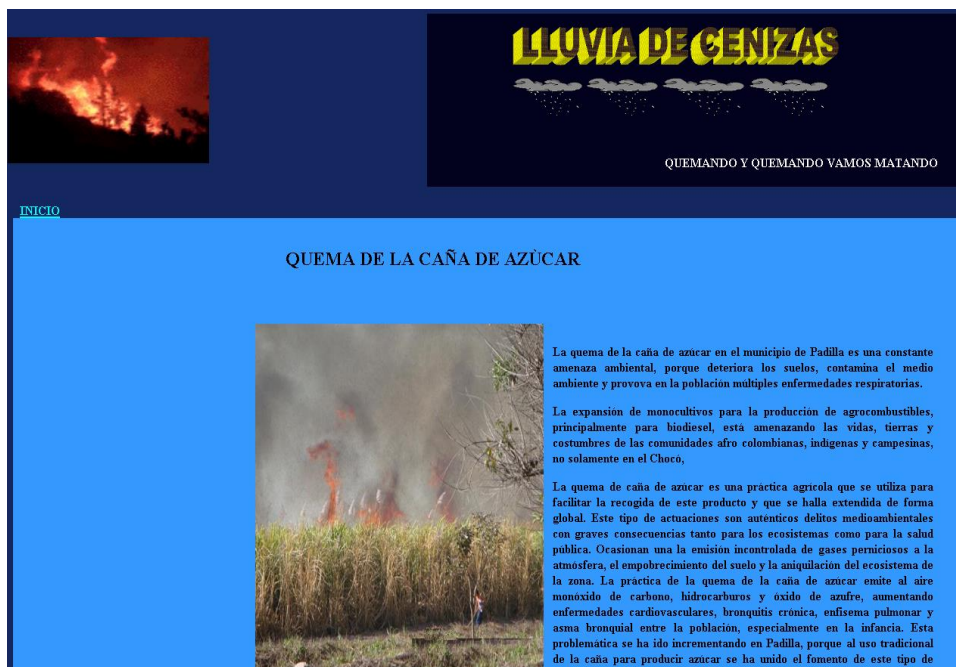 LLUVIA DE CENIZAS
QUEMANDO Y QUEMANDO VAMOS MATANDO
INICIO
QUEMA DE LA CAÑA DE AZÙCAR
La quema de la caña de azúcar en el municipio de Padilla es una constante
amenaza ambiental, porque deteriora los suelos, contamina el medio
ambiente y provova en la población múltiples enfermedades respiratorias.
La expansión de monocultivos para la producción de agrocombustibles,
principalmente para biodiesel, está amenazando las vidas, tierras y
costumbres de las comunidades afro colombianas, indígenas y campesinas,
no solamente en el Chocó,
La quema de caña de azúcar es una práctica agrícola que se utiliza para
facilitar la recogida de este producto y que se halla extendida de forma
global. Este tipo de actuaciones son auténticos delitos medioambientales
con graves consecuencias tanto para los ecosistemas como para la salud
pública. Ocasionan una la emisión incontrolada de gases perniciosos a la
atmósfera, el empobrecimiento del suelo y la aniquilación del ecosistema de
la zona. La práctica de la quema de la caña de azúcar emite al aire
monóxido de carbono, hidrocarburos y óxido de azufre, aumentando
enfermedades cardiovasculares, bronquitis crónica, enfisema pulmonar y
asma bronquial entre la población, especialmente en la infancia. Esta
problemática se ha ido incrementando en Padilla, porque al uso tradicional
de la caña para producir azúcar se ha unido el fomento de este tipo de